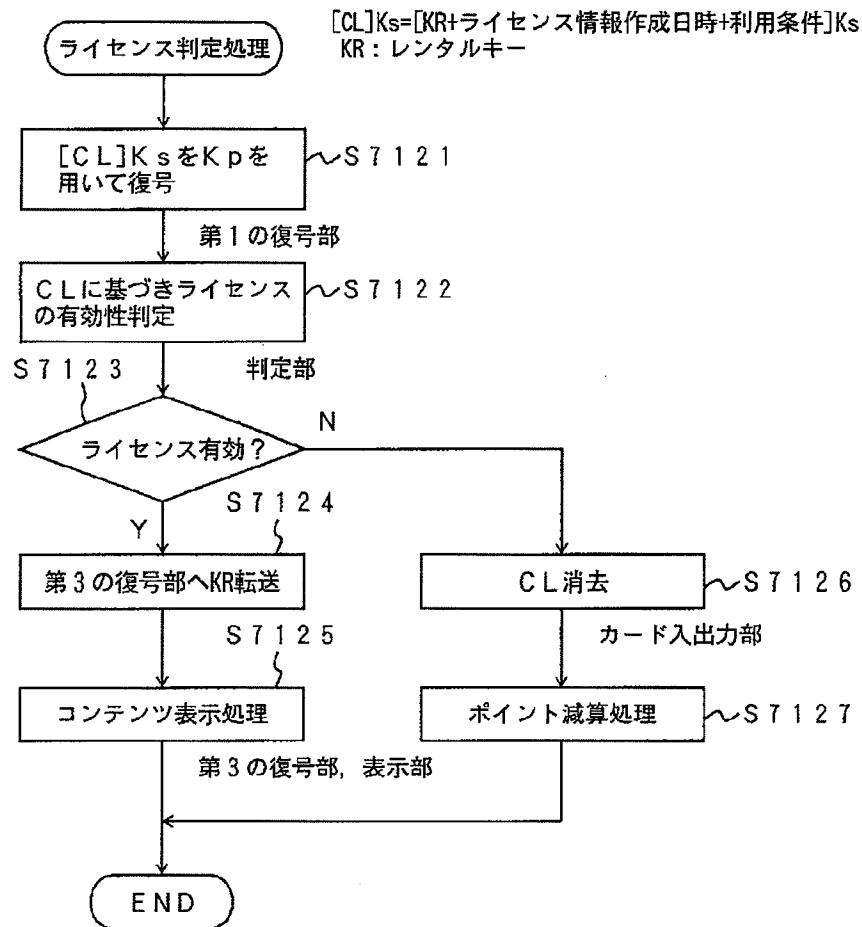 [CL]Ks=[KR+ライセンス情報作成日時+利用条件]Ks
KR：レンタルキー
ライセンス判定処理
[CL]KsをKpを
用いて復号
S7121
第1の復号部
CLに基づきライセンス
の有効性判定
S7122
S7123
判定部
ライセンス有効？
N
Y
S7124
第3の復号部へKR転送
CL消去
S7126
S7125
カード入出力部
コンテンツ表示処理
ポイント減算処理
S7127
第3の復号部，表示部
END